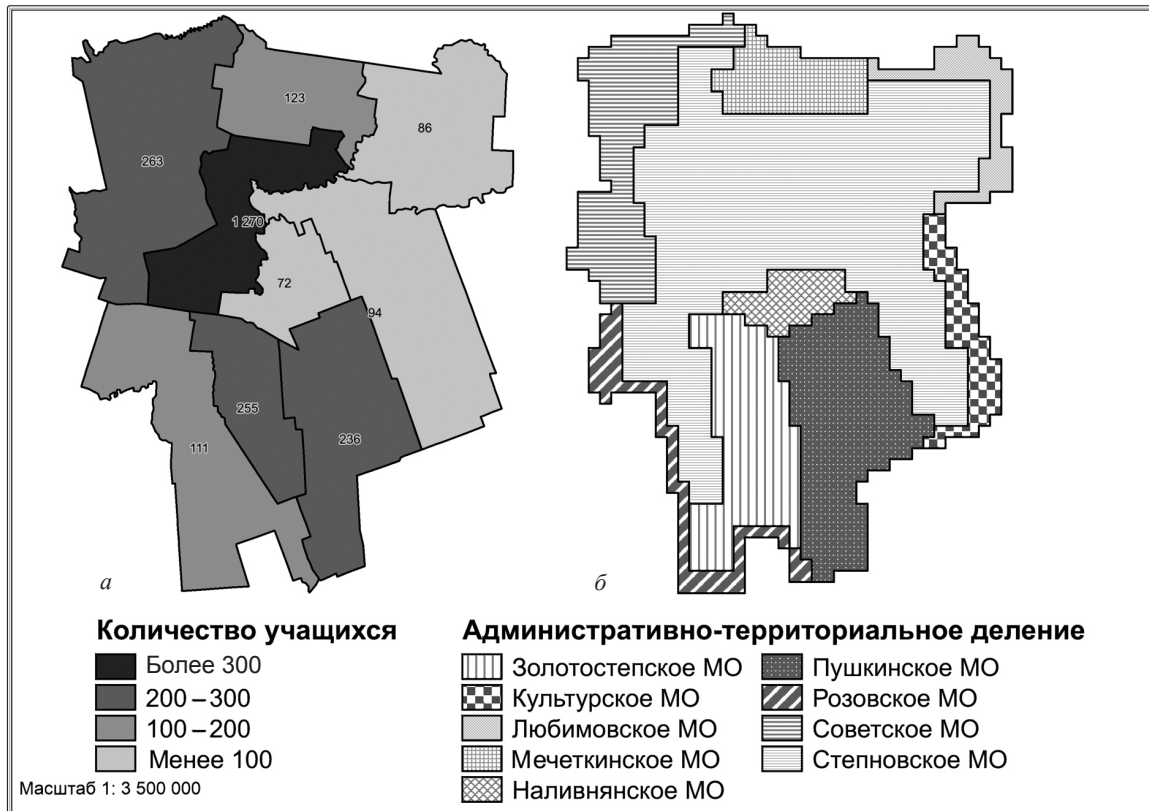 123
86
263
1 270
72
94
255
236
111
а
б
Количество учащихся
Более 300
200 – 300
100 – 200
Менее 100
Масштаб 1: 3 500 000
Административно-территориальное деление
Золотостепское МО
Культурское МО
Любимовское МО
Мечеткинское МО
Наливнянское МО
Пушкинское МО
Розовское МО
Советское МО
Степновское МО